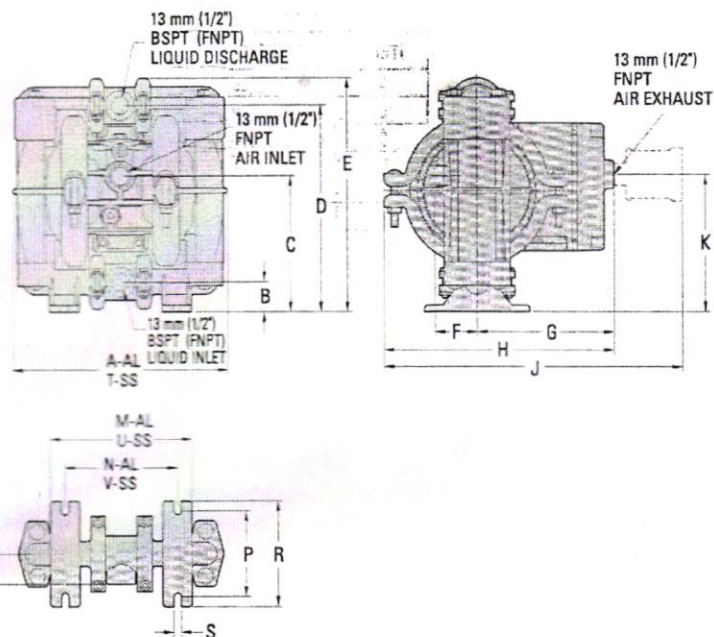 13 mm (1/2")
BSPT (FNPT)
LIQUID DISCHARGE
13 mm (1/2")
FNPT
AIR INLET
E
D
C
B
13 mm (1/2")
BSPT (FNPT)
LIQUID INLET
A-AL
T-SS
13 mm (1/2")
FNPT
AIR EXHAUST
K
F
G
H
J
M-AL
U-SS
N-AL
V-SS
P
R
S